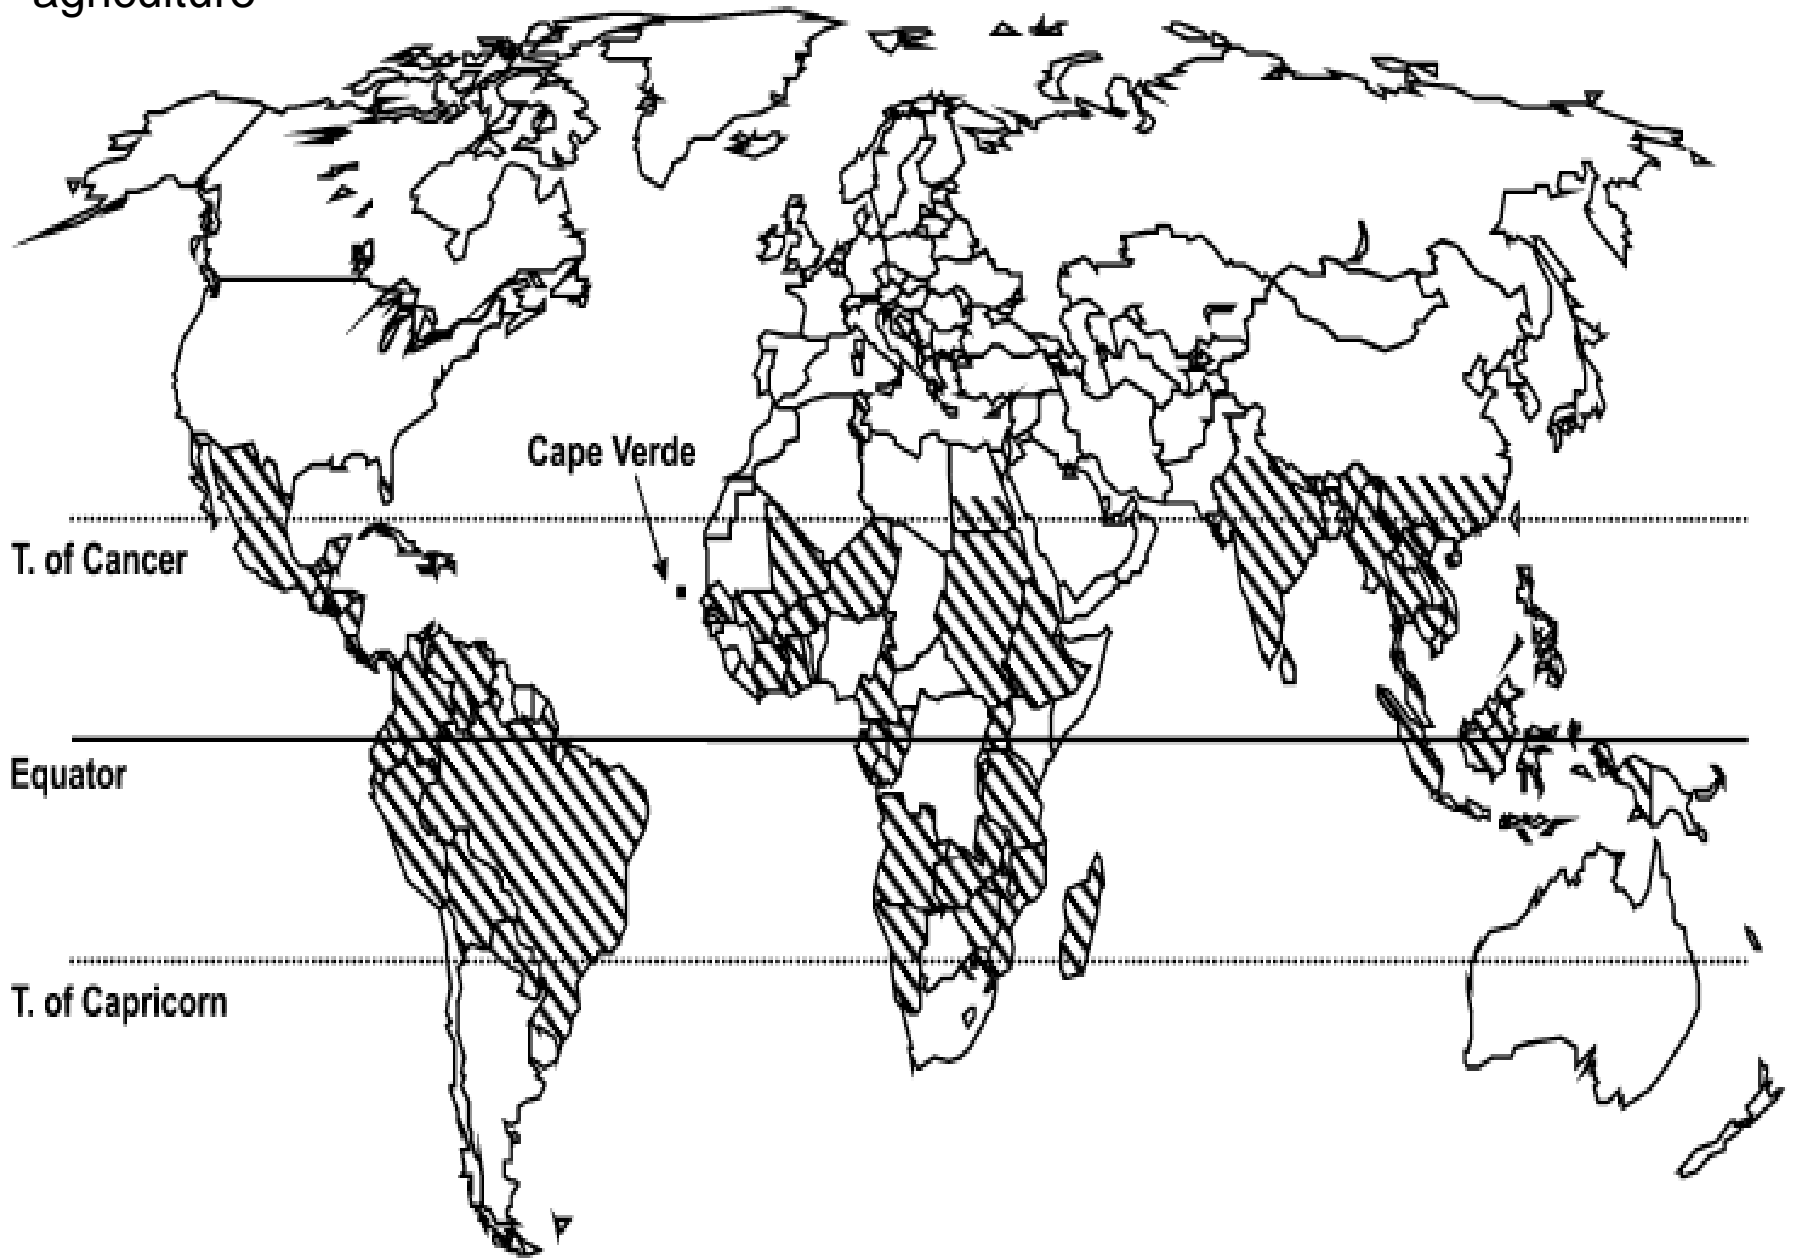 agriculture
Cape Verde
T. of Cancer
Equator
T. of Capricorn